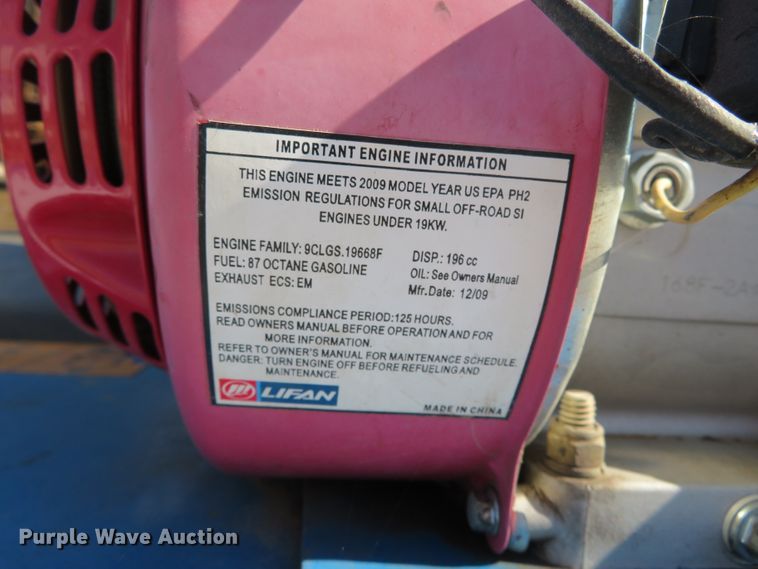 IMPORTANT ENGINE INFORMATION
THIS ENGINE MEETS 2009 MODEL YEAR US EPA PH2
EMISSION REGULATIONS FOR SMALL OFF-ROAD SI
ENGINES UNDER 19KW.
ENGINE FAMILY: 9CLGS.19668F
DISP.: 196 cc
FUEL: 87 OCTANE GASOLINE
OIL: See Owners Manual
EXHAUST ECS: EM
Mfr.Date: 12/09
EMISSIONS COMPLIANCE PERIOD: 125 HOURS.
READ OWNERS MANUAL BEFORE OPERATION AND FOR
MORE INFORMATION.
REFER TO OWNER'S MANUAL FOR MAINTENANCE SCHEDULE.
DANGER: TURN ENGINE OFF BEFORE REFUELING AND
MAINTENANCE.
LIFAN
MADE IN CHINA
Purple Wave Auction